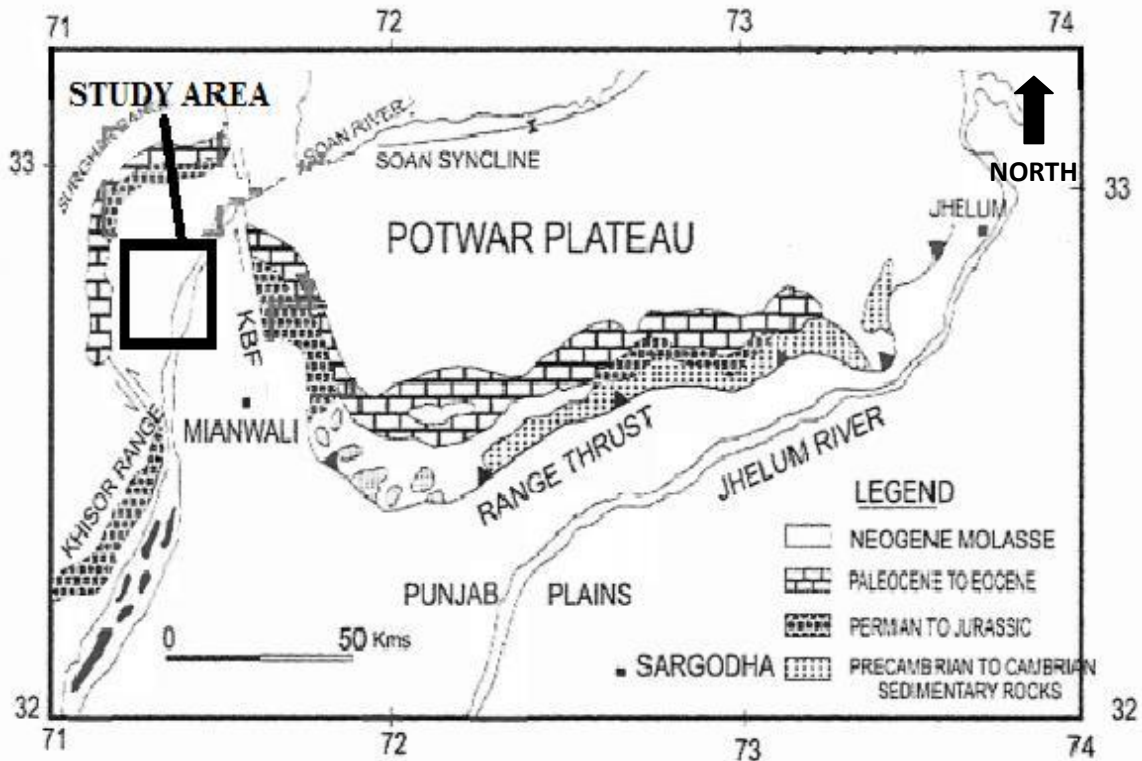 71
72
73
74
STUDY AREA
SURGHAR RANGE
SOAN RIVER
SOAN SYNCLINE
33
33
NORTH
JHELUM
POTWAR PLATEAU
KBF
MIANWALI
KHISOR RANGE
RANGE THRUST
JHELUM RIVER
LEGEND
NEOGENE MOLASSE
PALEOCENE TO EOCENE
PERMIAN TO JURASSIC
PRECAMBRIAN TO CAMBRIAN
SEDIMENTARY ROCKS
PUNJAB PLAINS
0 50 Kms
SARGODHA
32
32
71
72
73
74